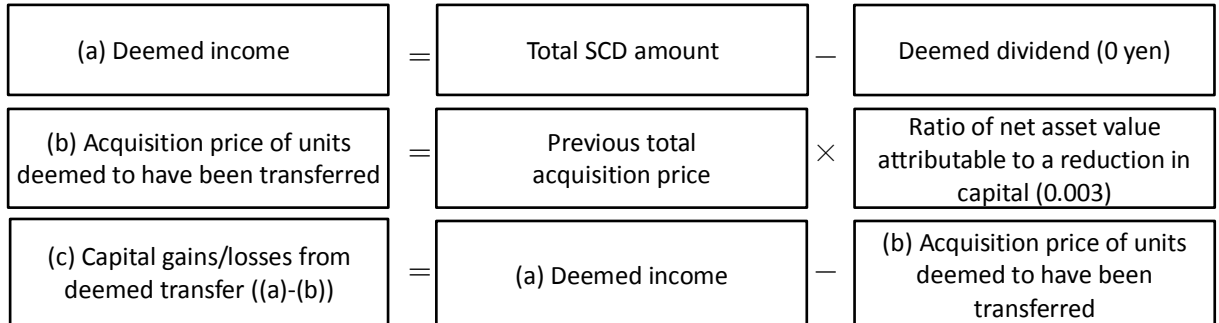 (a) Deemed income = Total SCD amount － Deemed dividend (0 yen)
(b) Acquisition price of units
deemed to have been transferred
=
Previous total
acquisition price
×
Ratio of net asset value
attributable to a reduction in
capital (0.003)
(c) Capital gains/losses from
deemed transfer ((a)-(b))
=
(a) Deemed income
－
(b) Acquisition price of units
deemed to have been
transferred